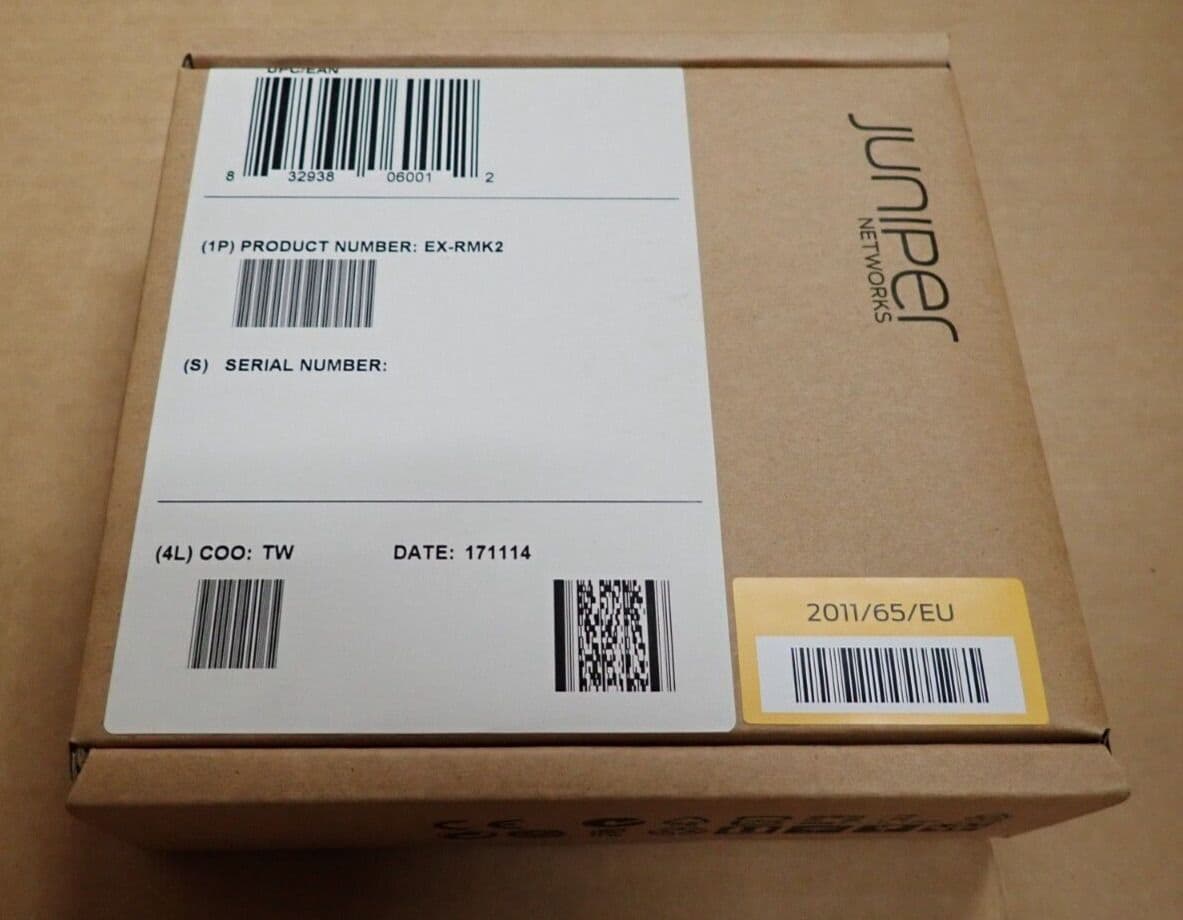 UPC/EAN
8 32938 06001 2
(1P) PRODUCT NUMBER: EX-RMK2
(S) SERIAL NUMBER:
(4L) COO: TW
DATE: 171114
JUNIPER
NETWORKS
2011/65/EU